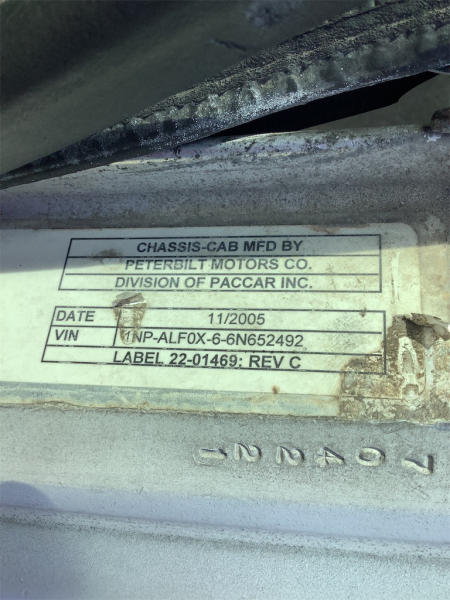 CHASSIS-CAB MFD BY
PETERBILT MOTORS CO.
DIVISION OF PACCAR INC.
DATE 11/2005
VIN 1NP-ALF0X-6-6N652492
LABEL 22-01469: REV C
704221